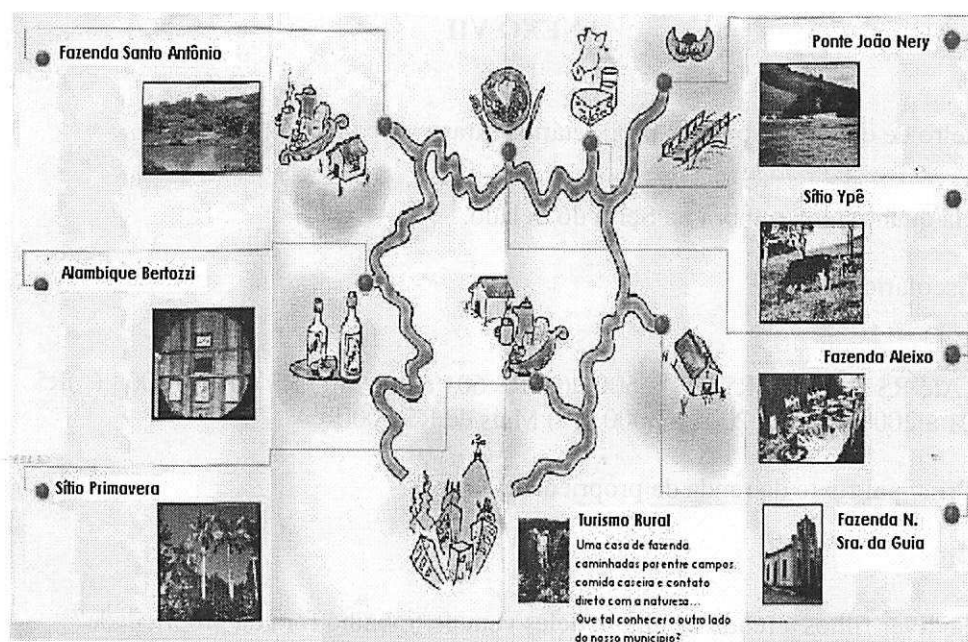 Fazenda Santo Antônio
Ponte João Nery
Sítio Ypê
Alambique Bertozzi
Fazenda Aleixo
Sítio Primavera
Turismo Rural
Uma casa de fazenda
caminhadas por entre campos,
comida caseira e contato
direto com a natureza...
Que tal conhecer o outro lado
do nosso município?
Fazenda N.
Sra. da Guia